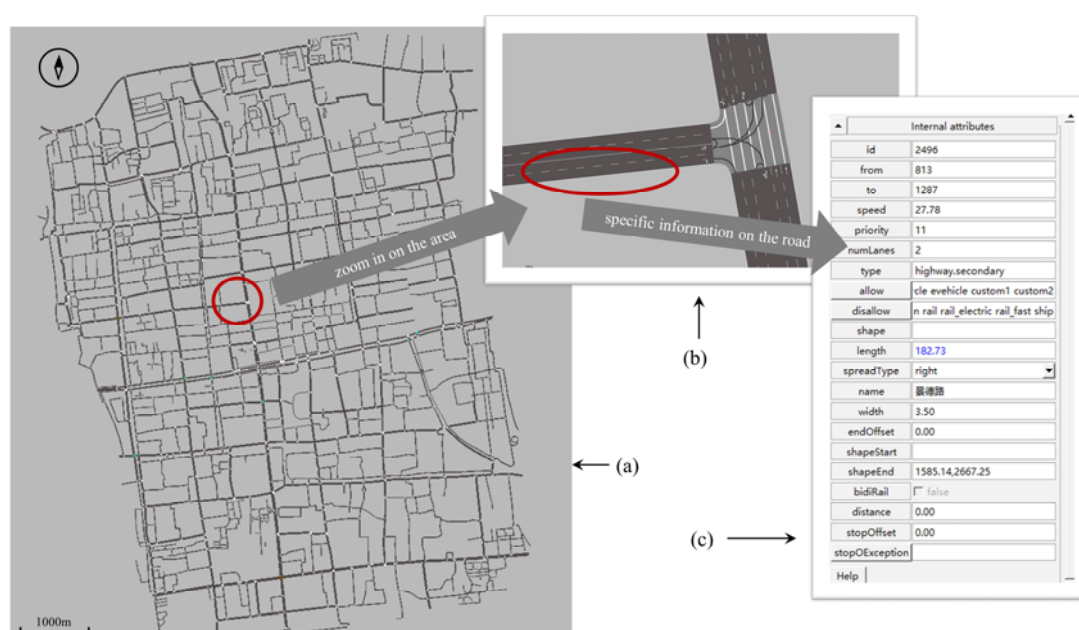 zoom in on the area
specific information on the road
1000m
(a)
(b)
(c)
Internal attributes
id 2496
from 813
to 1287
speed 27.78
priority 11
numLanes 2
type highway.secondary
allow cle evehicle custom1 custom2
disallow n rail rail_electric rail_fast ship
shape
length 182.73
spreadType right
name 景德路
width 3.50
endOffset 0.00
shapeStart
shapeEnd 1585.14,2667.25
bidiRail false
distance 0.00
stopOffset 0.00
stopOException
Help